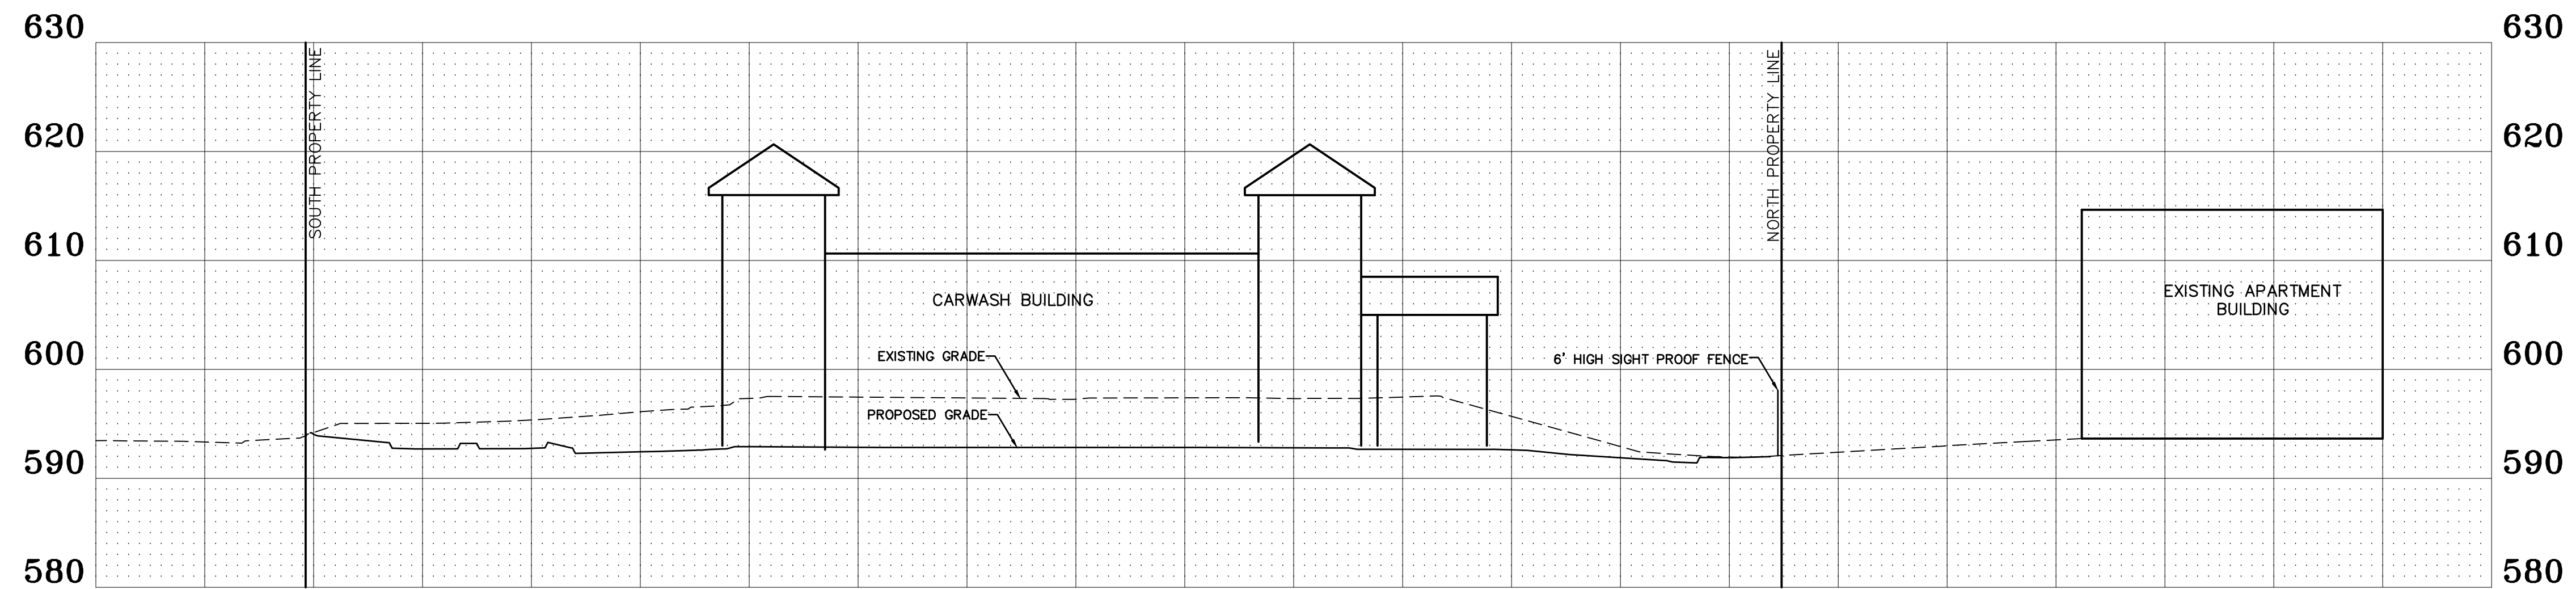 630
630
SOUTH PROPERTY LINE
NORTH PROPERTY LINE
620
620
610
610
CARWASH BUILDING
EXISTING APARTMENT
BUILDING
600
600
EXISTING GRADE
6' HIGH SIGHT PROOF FENCE
PROPOSED GRADE
590
590
580
580